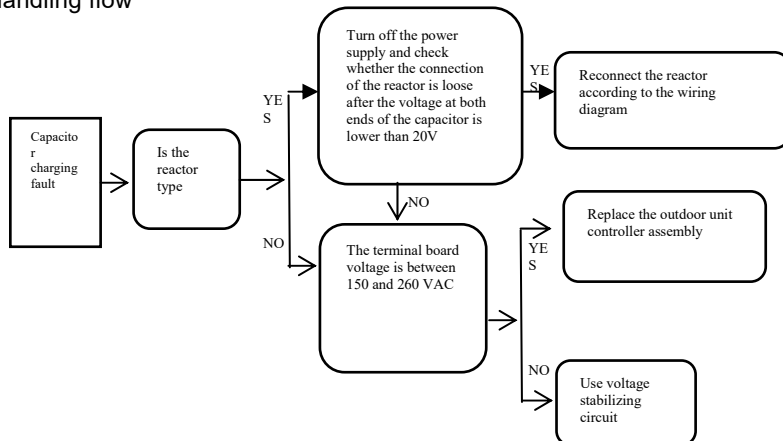 handling flow
Capacito
r
charging
fault
Is the
reactor
type
YE
S
NO
Turn off the power
supply and check
whether the connection
of the reactor is loose
after the voltage at both
ends of the capacitor is
lower than 20V
YE
S
Reconnect the reactor
according to the wiring
diagram
NO
The terminal board
voltage is between
150 and 260 VAC
YE
S
Replace the outdoor unit
controller assembly
NO
Use voltage
stabilizing
circuit